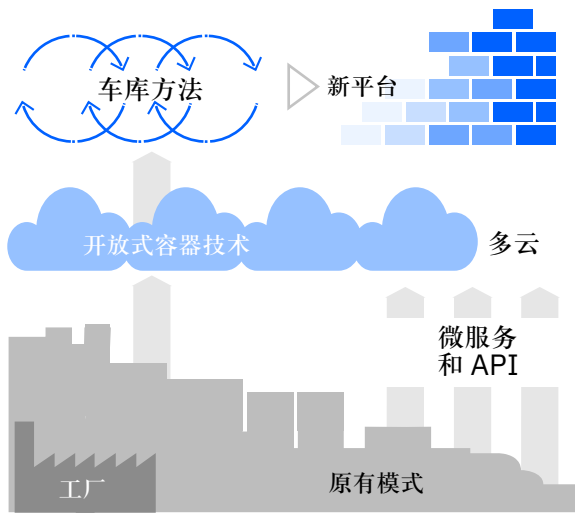 车库方法
新平台
开放式容器技术
多云
微服务
和 API
工厂
原有模式